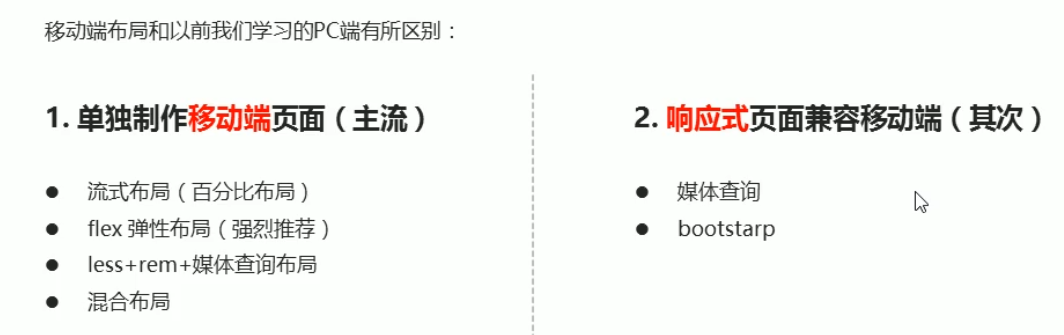 移动端布局和以前我们学习的PC端有所区别：
1. 单独制作移动端页面（主流）
● 流式布局（百分比布局）
● flex 弹性布局（强烈推荐）
● less+rem+媒体查询布局
● 混合布局
2. 响应式页面兼容移动端（其次）
● 媒体查询
● bootstarp